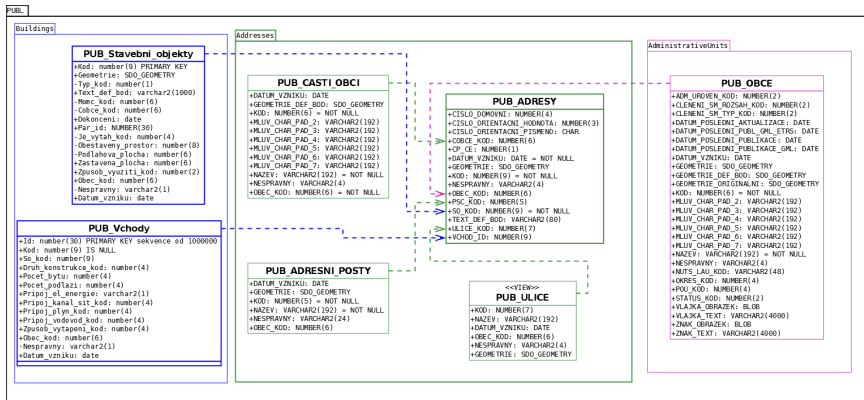 PUBL
Buildings
PUB_Stavebni_objekty
+Kod: number(9) PRIMARY KEY
+Geometrie: SDO_GEOMETRY
-Typ_kod: number(1)
+Text_def_bod: varchar2(1000)
-Momc_kod: number(6)
-Cobce_kod: number(6)
+Dokonceni: date
+Par_id: NUMBER(30)
-Je_vytah_kod: number(4)
-Obestaveny_prostor: number(8)
-Podlahova_plocha: number(6)
+Zastavena_plocha: number(6)
+Zpusob_vyuziti_kod: number(2)
+Obec_kod: number(6)
-Nespravny: varchar2(1)
+Datum_vzniku: date
PUB_Vchody
+Id: number(30) PRIMARY KEY sekvence od 1000000
+Kod: number(9) IS NULL
+So_kod: number(9)
+Druh_konstrukce_kod: number(4)
+Pocet_bytu: number(4)
+Pocet_podlazi: number(4)
+Pripoj_el_energie: varchar2(1)
+Pripoj_kanal_sit_kod: number(4)
+Pripoj_plyn_kod: number(4)
+Pripoj_vodovod_kod: number(4)
+Zpusob_vytapeni_kod: number(4)
+Obec_kod: number(6)
-Nespravny: varchar2(1)
+Datum_vzniku: date
Addresses
PUB_CASTI_OBCI
+DATUM_VZNIKU: DATE
+GEOMETRIE_DEF_BOD: SDO_GEOMETRY
+KOD: NUMBER(6) = NOT NULL
+MLUV_CHAR_PAD_2: VARCHAR2(192)
+MLUV_CHAR_PAD_3: VARCHAR2(192)
+MLUV_CHAR_PAD_4: VARCHAR2(192)
+MLUV_CHAR_PAD_5: VARCHAR2(192)
+MLUV_CHAR_PAD_6: VARCHAR2(192)
+MLUV_CHAR_PAD_7: VARCHAR2(192)
+NAZEV: VARCHAR2(192) = NOT NULL
+NESPRAVNY: VARCHAR2(4)
+OBEC_KOD: NUMBER(6) = NOT NULL
PUB_ADRESNI_POSTY
+DATUM_VZNIKU: DATE
+GEOMETRIE: SDO_GEOMETRY
+KOD: NUMBER(5) = NOT NULL
+NAZEV: VARCHAR2(192) = NOT NULL
+NESPRAVNY: VARCHAR2(24)
+OBEC_KOD: NUMBER(6)
PUB_ADRESY
+CISLO_DOMOVNI: NUMBER(4)
+CISLO_ORIENTACNI_HODNOTA: NUMBER(3)
+CISLO_ORIENTACNI_PISMENO: CHAR
+COBCE_KOD: NUMBER(6)
+CP_CE: NUMBER(1)
+DATUM_VZNIKU: DATE = NOT NULL
+GEOMETRIE: SDO_GEOMETRY
+KOD: NUMBER(9) = NOT NULL
+NESPRAVNY: VARCHAR2(4)
+OBEC_KOD: NUMBER(6)
+PSC_KOD: NUMBER(5)
+SO_KOD: NUMBER(9) = NOT NULL
+TEXT_DEF_BOD: VARCHAR2(80)
+ULICE_KOD: NUMBER(7)
+VCHOD_ID: NUMBER(9)
<<VIEW>>
PUB_ULICE
+KOD: NUMBER(7)
+NAZEV: VARCHAR2(192)
+DATUM_VZNIKU: DATE
+OBEC_KOD: NUMBER(6)
+NESPRAVNY: VARCHAR2(4)
+GEOMETRIE: SDO_GEOMETRY
AdministrativeUnits
PUB_OBCE
+ADM_UROVEN_KOD: NUMBER(2)
+CLENENI_SM_ROZSAH_KOD: NUMBER(2)
+CLENENI_SM_TYP_KOD: NUMBER(2)
+DATUM_POSLEDNI_AKTUALIZACE: DATE
+DATUM_POSLEDNI_PUBL_GML_ETRS: DATE
+DATUM_POSLEDNI_PUBLIKACE: DATE
+DATUM_POSLEDNI_PUBLIKACE_GML: DATE
+DATUM_VZNIKU: DATE
+GEOMETRIE: SDO_GEOMETRY
+GEOMETRIE_DEF_BOD: SDO_GEOMETRY
+GEOMETRIE_ORIGINALNI: SDO_GEOMETRY
+KOD: NUMBER(6) = NOT NULL
+MLUV_CHAR_PAD_2: VARCHAR2(192)
+MLUV_CHAR_PAD_3: VARCHAR2(192)
+MLUV_CHAR_PAD_4: VARCHAR2(192)
+MLUV_CHAR_PAD_5: VARCHAR2(192)
+MLUV_CHAR_PAD_6: VARCHAR2(192)
+MLUV_CHAR_PAD_7: VARCHAR2(192)
+NAZEV: VARCHAR2(192) = NOT NULL
+NESPRAVNY: VARCHAR2(4)
+NUTS_LAU_KOD: VARCHAR2(48)
+OKRES_KOD: NUMBER(4)
+POU_KOD: NUMBER(4)
+STATUS_KOD: NUMBER(2)
+VLAJKA_OBRAZEK: BLOB
+VLAJKA_TEXT: VARCHAR2(4000)
+ZNAK_OBRAZEK: BLOB
+ZNAK_TEXT: VARCHAR2(4000)